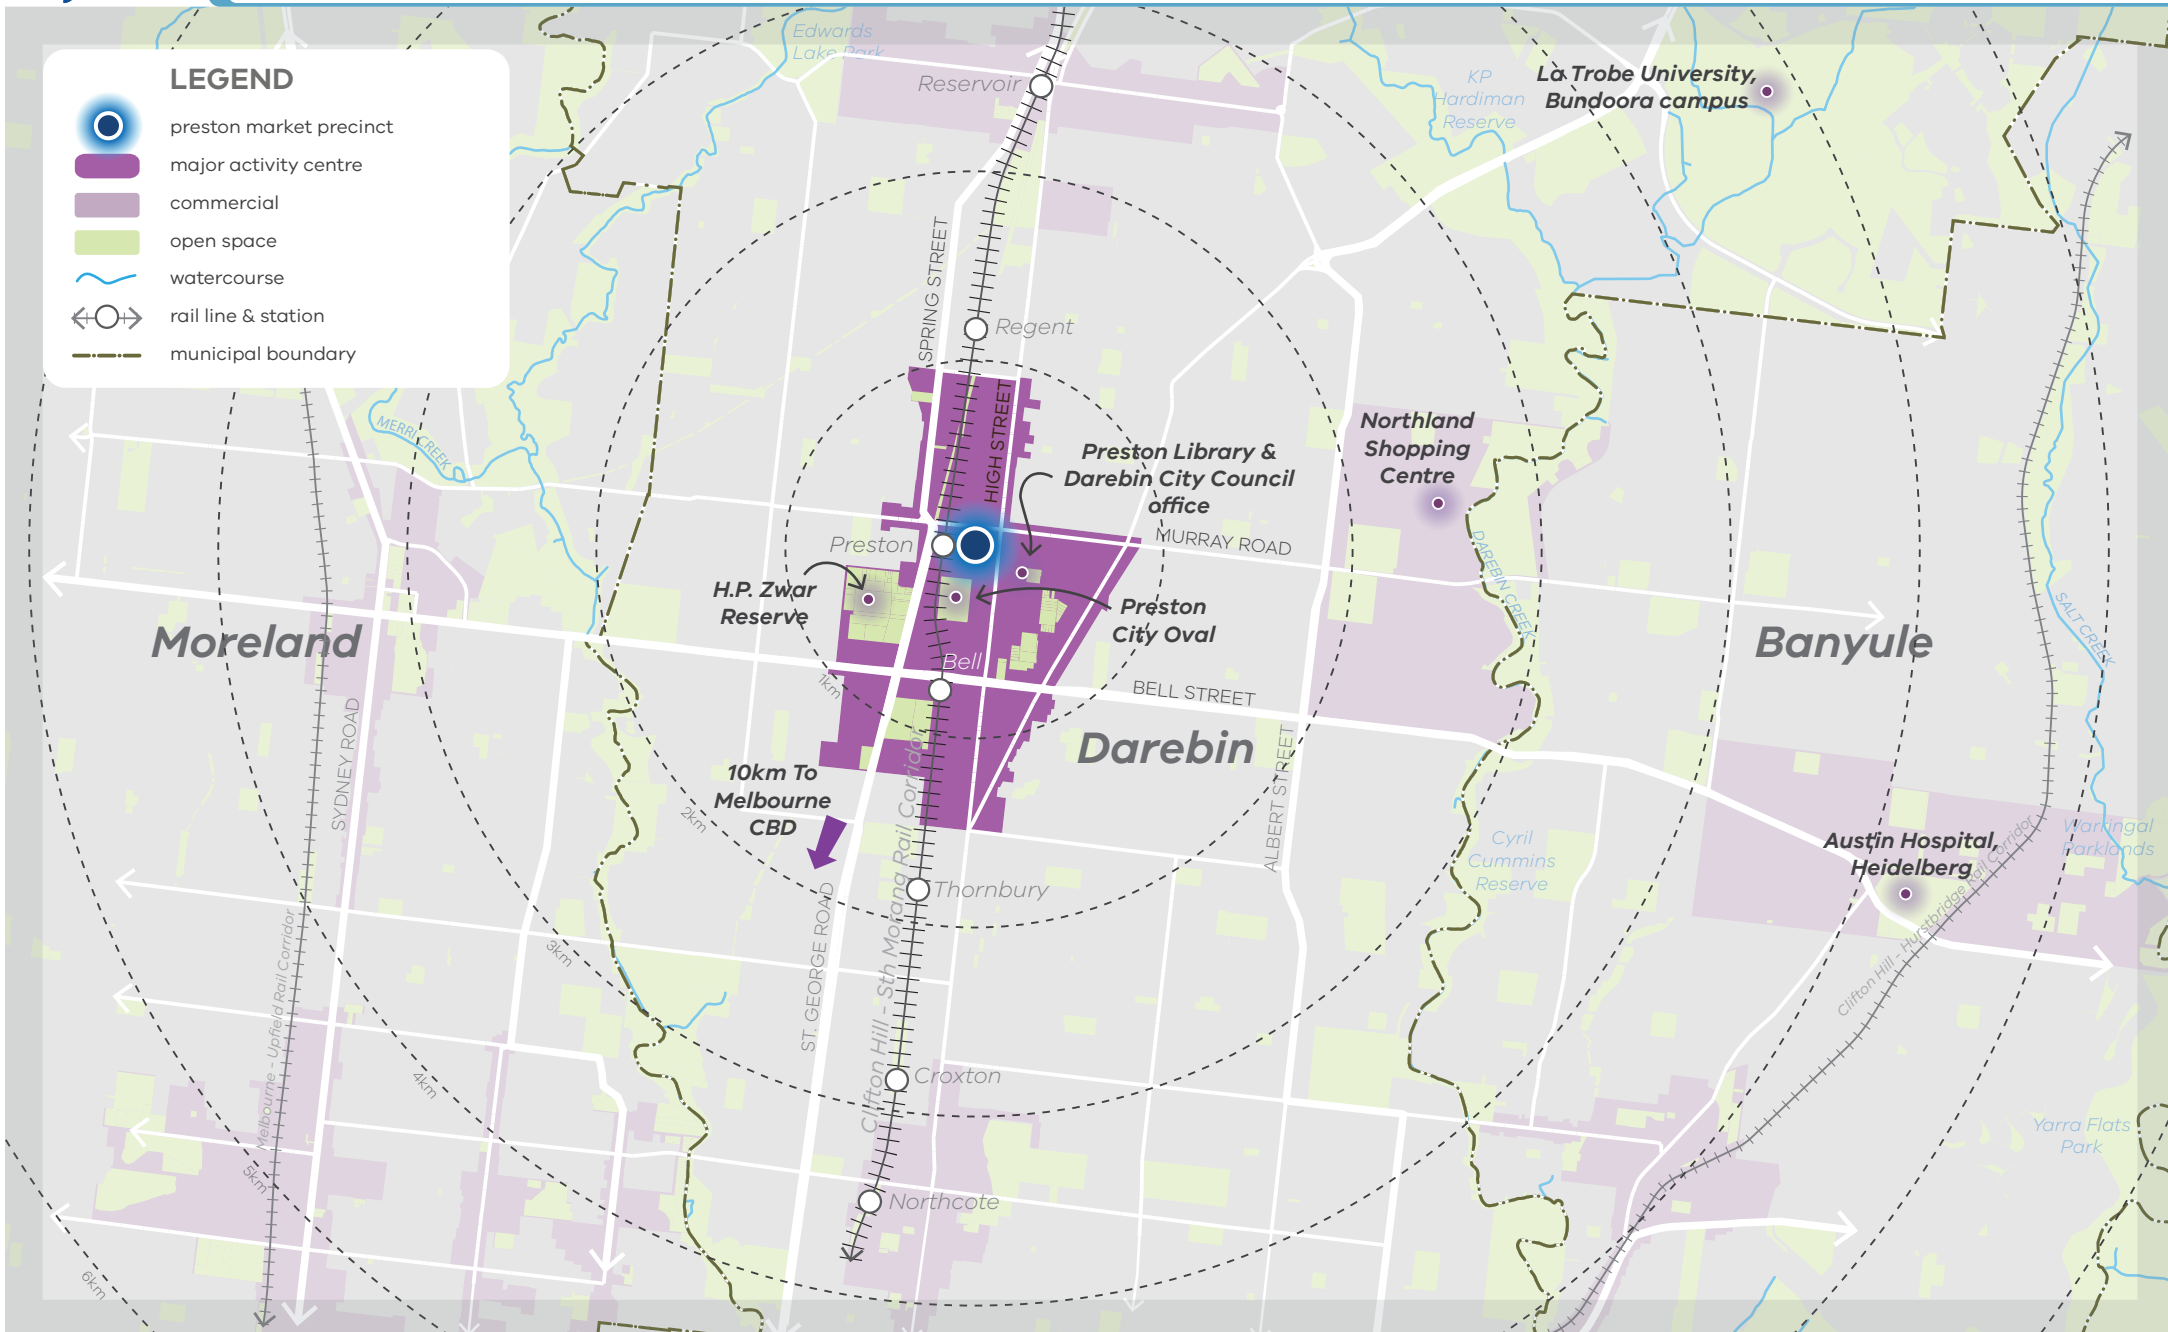 LEGEND
preston market precinct
major activity centre
commercial
open space
watercourse
rail line & station
municipal boundary
Edwards
Lake Park
Reservoir
KP
Hardiman
Reserve
La Trobe University,
Bundoora campus
SPRING STREET
Regent
HIGH STREET
MERRI CREEK
Preston Library &
Darebin City Council
office
Northland
Shopping
Centre
MURRAY ROAD
Preston
H.P. Zwar
Reserve
Preston
City Oval
DAREBIN CREEK
SALT CREEK
Moreland
Banyule
Bell
1km
BELL STREET
Darebin
SYDNEY ROAD
ALBERT STREET
10km To
Melbourne
CBD
2km
Clifton Hill - Sth Morang Rail Corridor
Cyril
Cummins
Reserve
Austin Hospital,
Heidelberg
Warringal
Parklands
Clifton Hill - Hurstbridge Rail Corridor
Thornbury
ST. GEORGE ROAD
3km
Melbourne - Upfield Rail Corridor
4km
Croxton
5km
Yarra Flats
Park
Northcote
6km